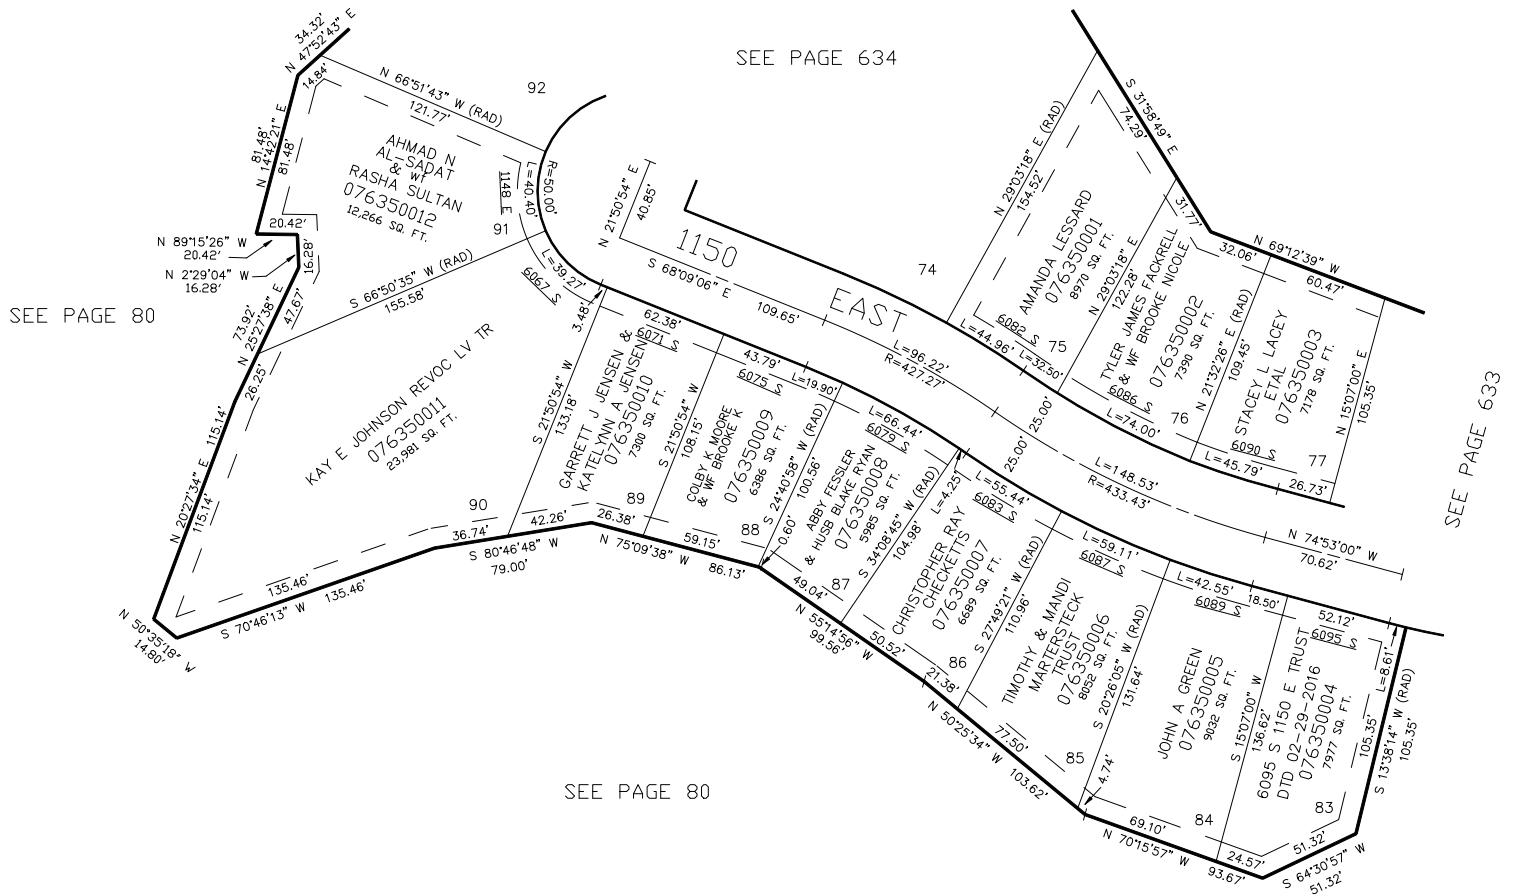 SEE PAGE 634
SEE PAGE 80
SEE PAGE 80
SEE PAGE 633
1150
EAST
34.32'
N 47°52'43" E
14.84'
N 66°51'43" W (RAD)
121.77'
92
81.48'
N 14°42'21" E
81.48'
AHMAD N
AL-SADAT
& Wf
RASHA SULTAN
076350012
12,266 SQ. FT.
1148 E
L=40.40'
R=50.00'
91
20.42'
N 89°15'26" W
20.42'
16.28'
N 2°29'04" W
16.28'
73.92'
N 25°27'38" E
47.67'
26.25'
S 66°50'35" W (RAD)
155.58'
6067 S
L=39.27'
3.48'
KAY E JOHNSON REVOC LV TR
076350011
23,981 SQ. FT.
115.14'
N 20°27'34" E
115.14'
N 50°35'18" W
14.80'
135.46'
S 70°46'13" W 135.46'
90
36.74'
42.26'
S 80°46'48" W
79.00'
S 21°50'54" W
133.18'
62.38'
6071 S
GARRETT J JENSEN &
KATELYNN A JENSEN
076350010
7300 SQ. FT.
89
26.38'
N 75°09'38" W 86.13'
59.15'
S 21°50'54" W
108.15'
43.79'
6075 S
L=19.90'
COLBY K MOORE
& WF BROOKE K
076350009
6386 SQ. FT.
88
S 24°40'58" W (RAD)
100.56'
0.60'
L=66.44'
6079 S
ABBY FESSLER
& HUSB BLAKE RYAN
076350008
5985 SQ. FT.
87
49.04'
N 55°14'56" W
99.56'
50.52'
S 34°08'45" W (RAD)
104.98'
L=4.25'
L=55.44'
6083 S
CHRISTOPHER RAY
CHECKETTS
076350007
6689 SQ. FT.
86
21.38'
S 27°49'21" W (RAD)
110.96'
L=59.11'
6087 S
TIMOTHY & MANDI
MARTERSTECK
TRUST
076350006
8052 SQ. FT.
85
77.50'
N 50°25'34" W 103.62'
4.74'
S 20°26'05" W (RAD)
131.64'
L=42.55'
6089 S
18.50'
JOHN A GREEN
076350005
9032 SQ. FT.
84
69.10'
N 70°15'57" W 93.67'
24.57'
S 15°07'00" W
136.62'
52.12'
6095 S
6095 S 1150 E TRUST
DTD 02-29-2016
076350004
7977 SQ. FT.
83
51.32'
S 64°30'57" W
51.32'
L=8.61'
105.35'
S 13°38'14" W (RAD)
105.35'
N 21°50'54" E
40.85'
S 68°09'06" E 109.65'
L=96.22'
R=427.27'
25.00' 25.00'
L=148.53'
R=433.43'
N 74°53'00" W
70.62'
74
N 29°03'18" E (RAD)
154.52'
S 31°58'49" E
74.29'
31.77'
AMANDA LESSARD
076350001
8970 SQ. FT.
6082 S
75
L=44.96'
L=32.50'
N 29°03'18" E
122.28'
TYLER JAMES FACKRELL
& WF BROOKE NICOLE
076350002
7390 SQ. FT.
6086 S
76
L=74.00'
32.06'
N 69°12'39" W
60.47'
N 21°32'26" E (RAD)
109.45'
STACEY L LACEY
ETAL
076350003
7178 SQ. FT.
6090 S
77
L=45.79'
26.73'
N 15°07'00" E
105.35'